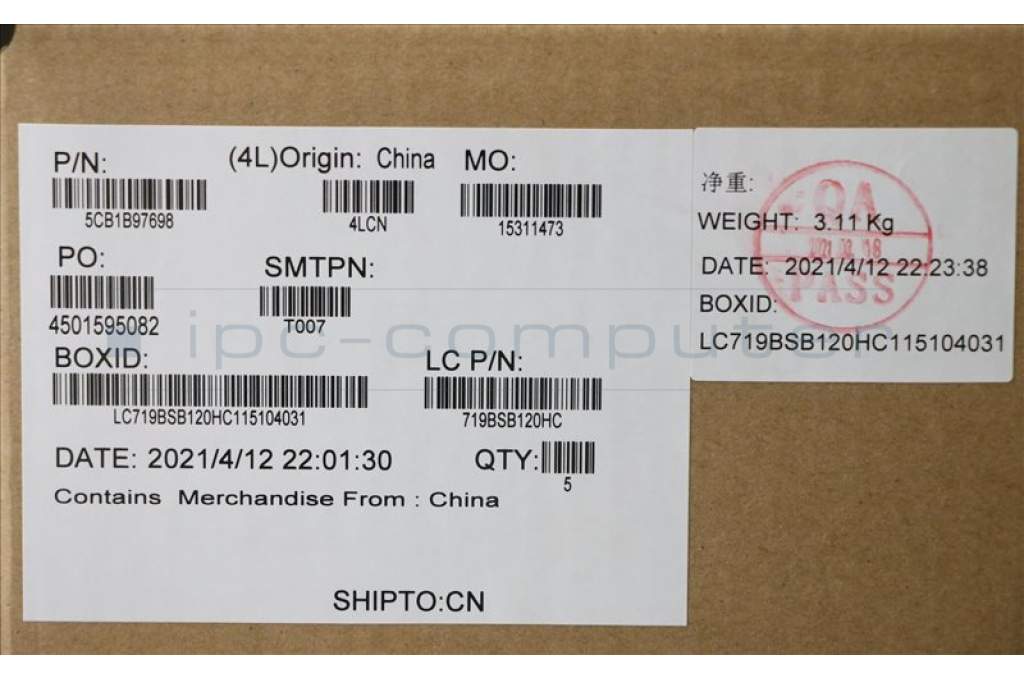 P/N:
5CB1B97698
(4L)Origin: China
4LCN
MO:
15311473
PO:
4501595082
SMTPN:
T007
BOXID:
LC719BSB120HC115104031
LC P/N:
719BSB120HC
DATE: 2021/4/12 22:01:30
QTY:
5
Contains Merchandise From : China
SHIPTO:CN
净重:
WEIGHT: 3.11 Kg
DATE: 2021/4/12 22:23:38
BOXID:
LC719BSB120HC115104031
QA
PASS
ipc-computer